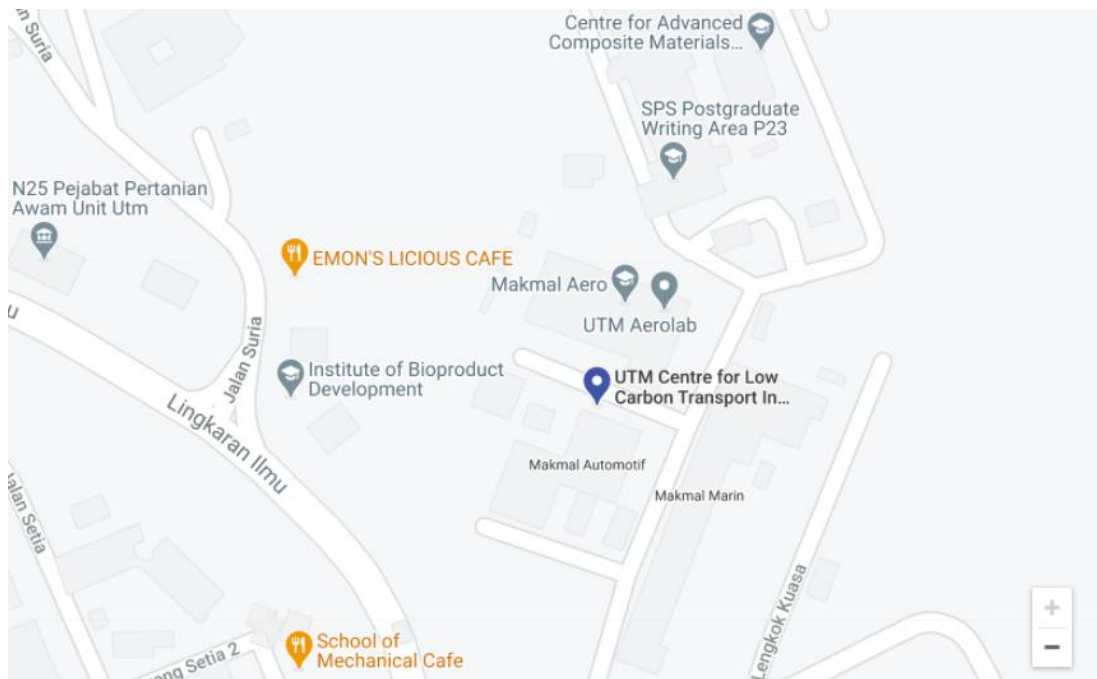 Suria
Centre for Advanced
Composite Materials...
SPS Postgraduate
Writing Area P23
N25 Pejabat Pertanian
Awam Unit Utm
EMON'S LICIOUS CAFE
Makmal Aero
UTM Aerolab
Jalan Suria
Institute of Bioproduct
Development
UTM Centre for Low
Carbon Transport In...
Lingkaran Ilmu
Makmal Automotif
Makmal Marin
Jalan Setia
Lengkok Kuasa
School of
Mechanical Cafe
Setia 2
+
−